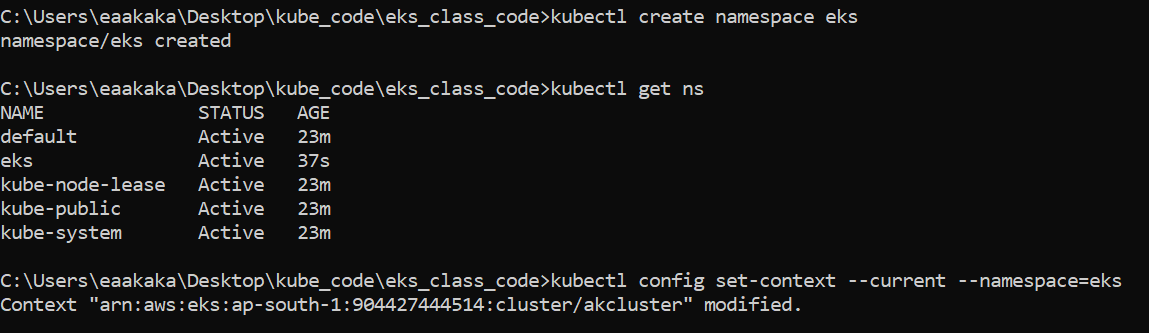 C:\Users\eaakaka\Desktop\kube_code\eks_class_code>kubectl create namespace eks
namespace/eks created
C:\Users\eaakaka\Desktop\kube_code\eks_class_code>kubectl get ns
NAME              STATUS   AGE
default           Active   23m
eks               Active   37s
kube-node-lease   Active   23m
kube-public       Active   23m
kube-system       Active   23m
C:\Users\eaakaka\Desktop\kube_code\eks_class_code>kubectl config set-context --current --namespace=eks
Context "arn:aws:eks:ap-south-1:904427444514:cluster/akcluster" modified.